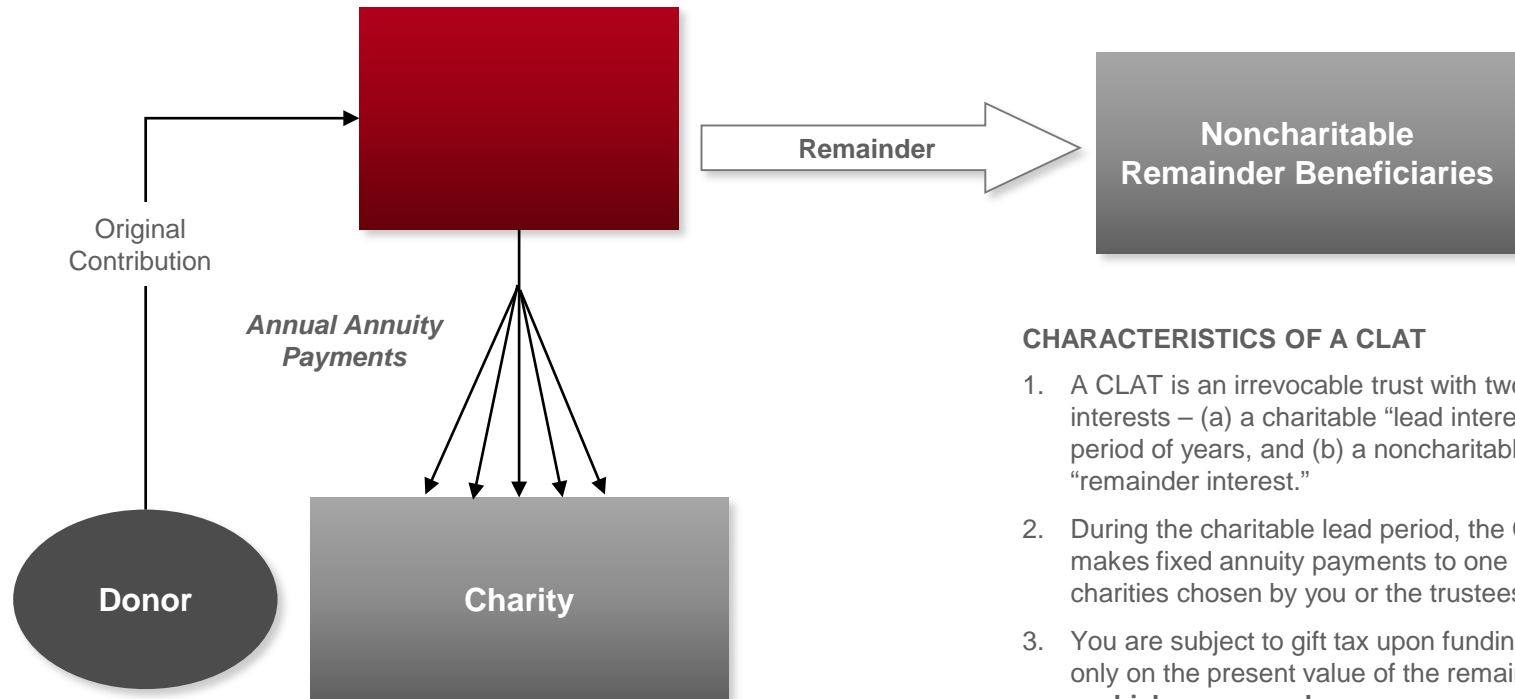 Remainder
Noncharitable
Remainder Beneficiaries
Original
Contribution
Annual Annuity
Payments
Donor
Charity
CHARACTERISTICS OF A CLAT
1. A CLAT is an irrevocable trust with two
interests – (a) a charitable “lead
period of years, and (b) a
“remainder interest.”
2. During the charitable lead period, the
makes fixed annuity payments to one
charities chosen by you or the trustees
3. You are subject to gift tax upon
only on the present value of the